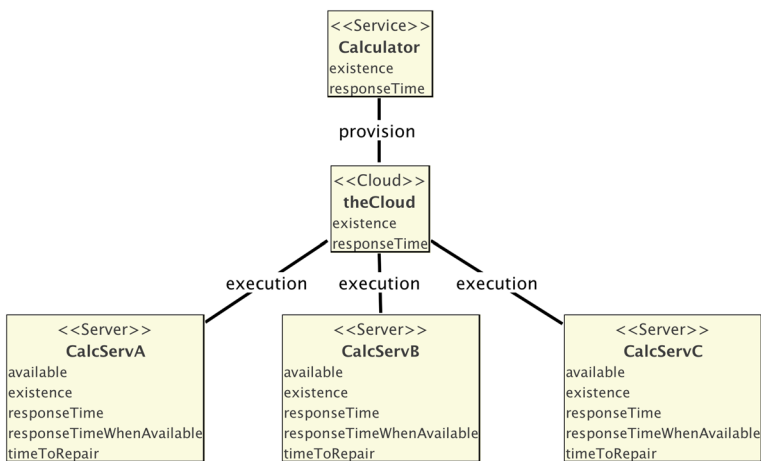 <<Service>>
Calculator
existence
responseTime
provision
<<Cloud>>
theCloud
existence
responseTime
execution execution execution
<<Server>>
CalcServA
available
existence
responseTime
responseTimeWhenAvailable
timeToRepair
<<Server>>
CalcServB
available
existence
responseTime
responseTimeWhenAvailable
timeToRepair
<<Server>>
CalcServC
available
existence
responseTime
responseTimeWhenAvailable
timeToRepair